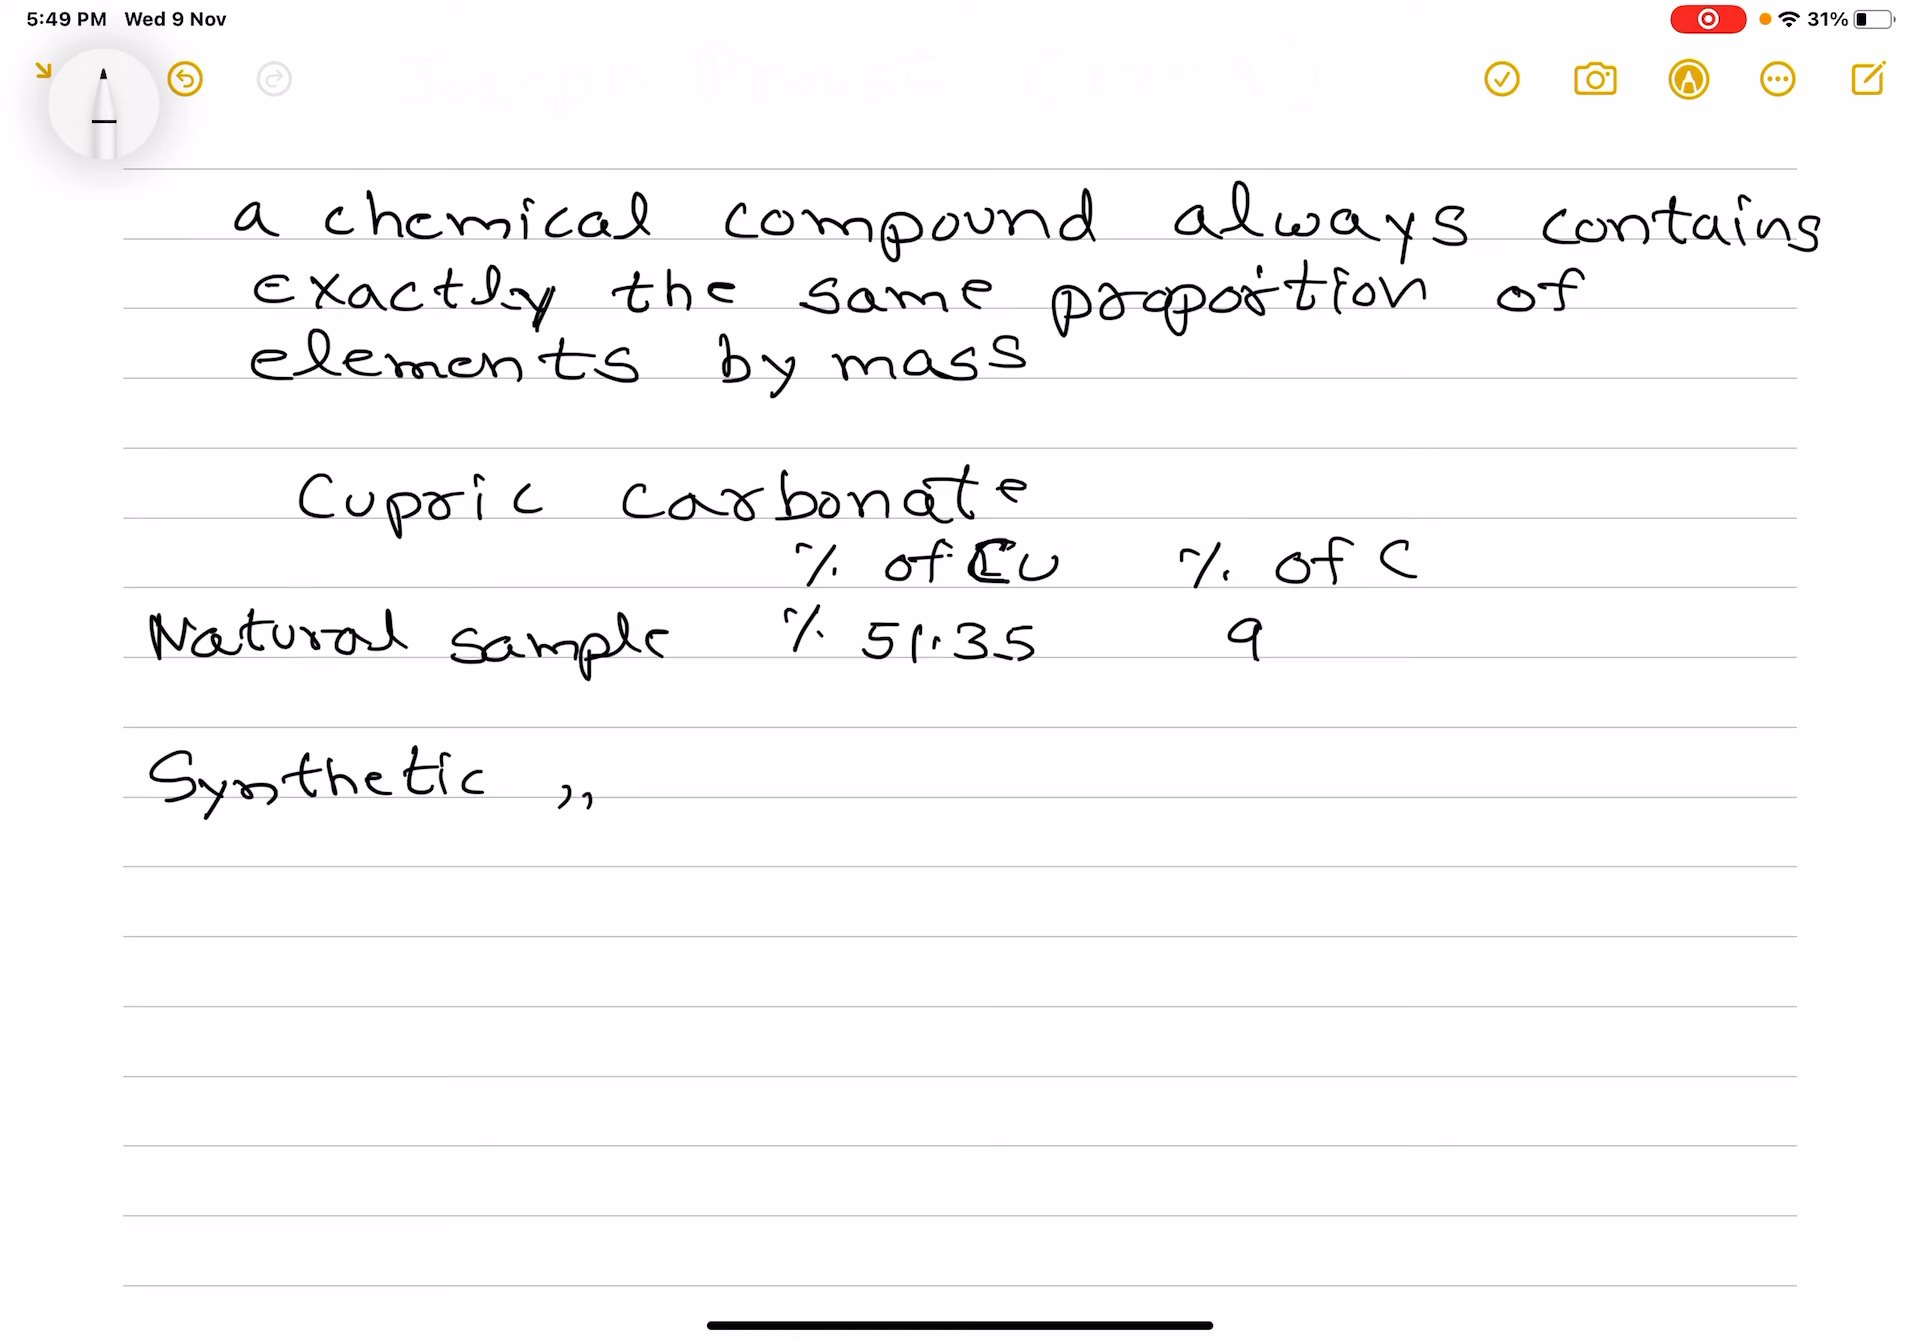 5:49 PM Wed 9 Nov 31%
a chemical compound always contains
exactly the same proportion of
elements by mass
Cupric carbonate
% of Cu % of C
Natural sample % 51.35 9
Synthetic ,,